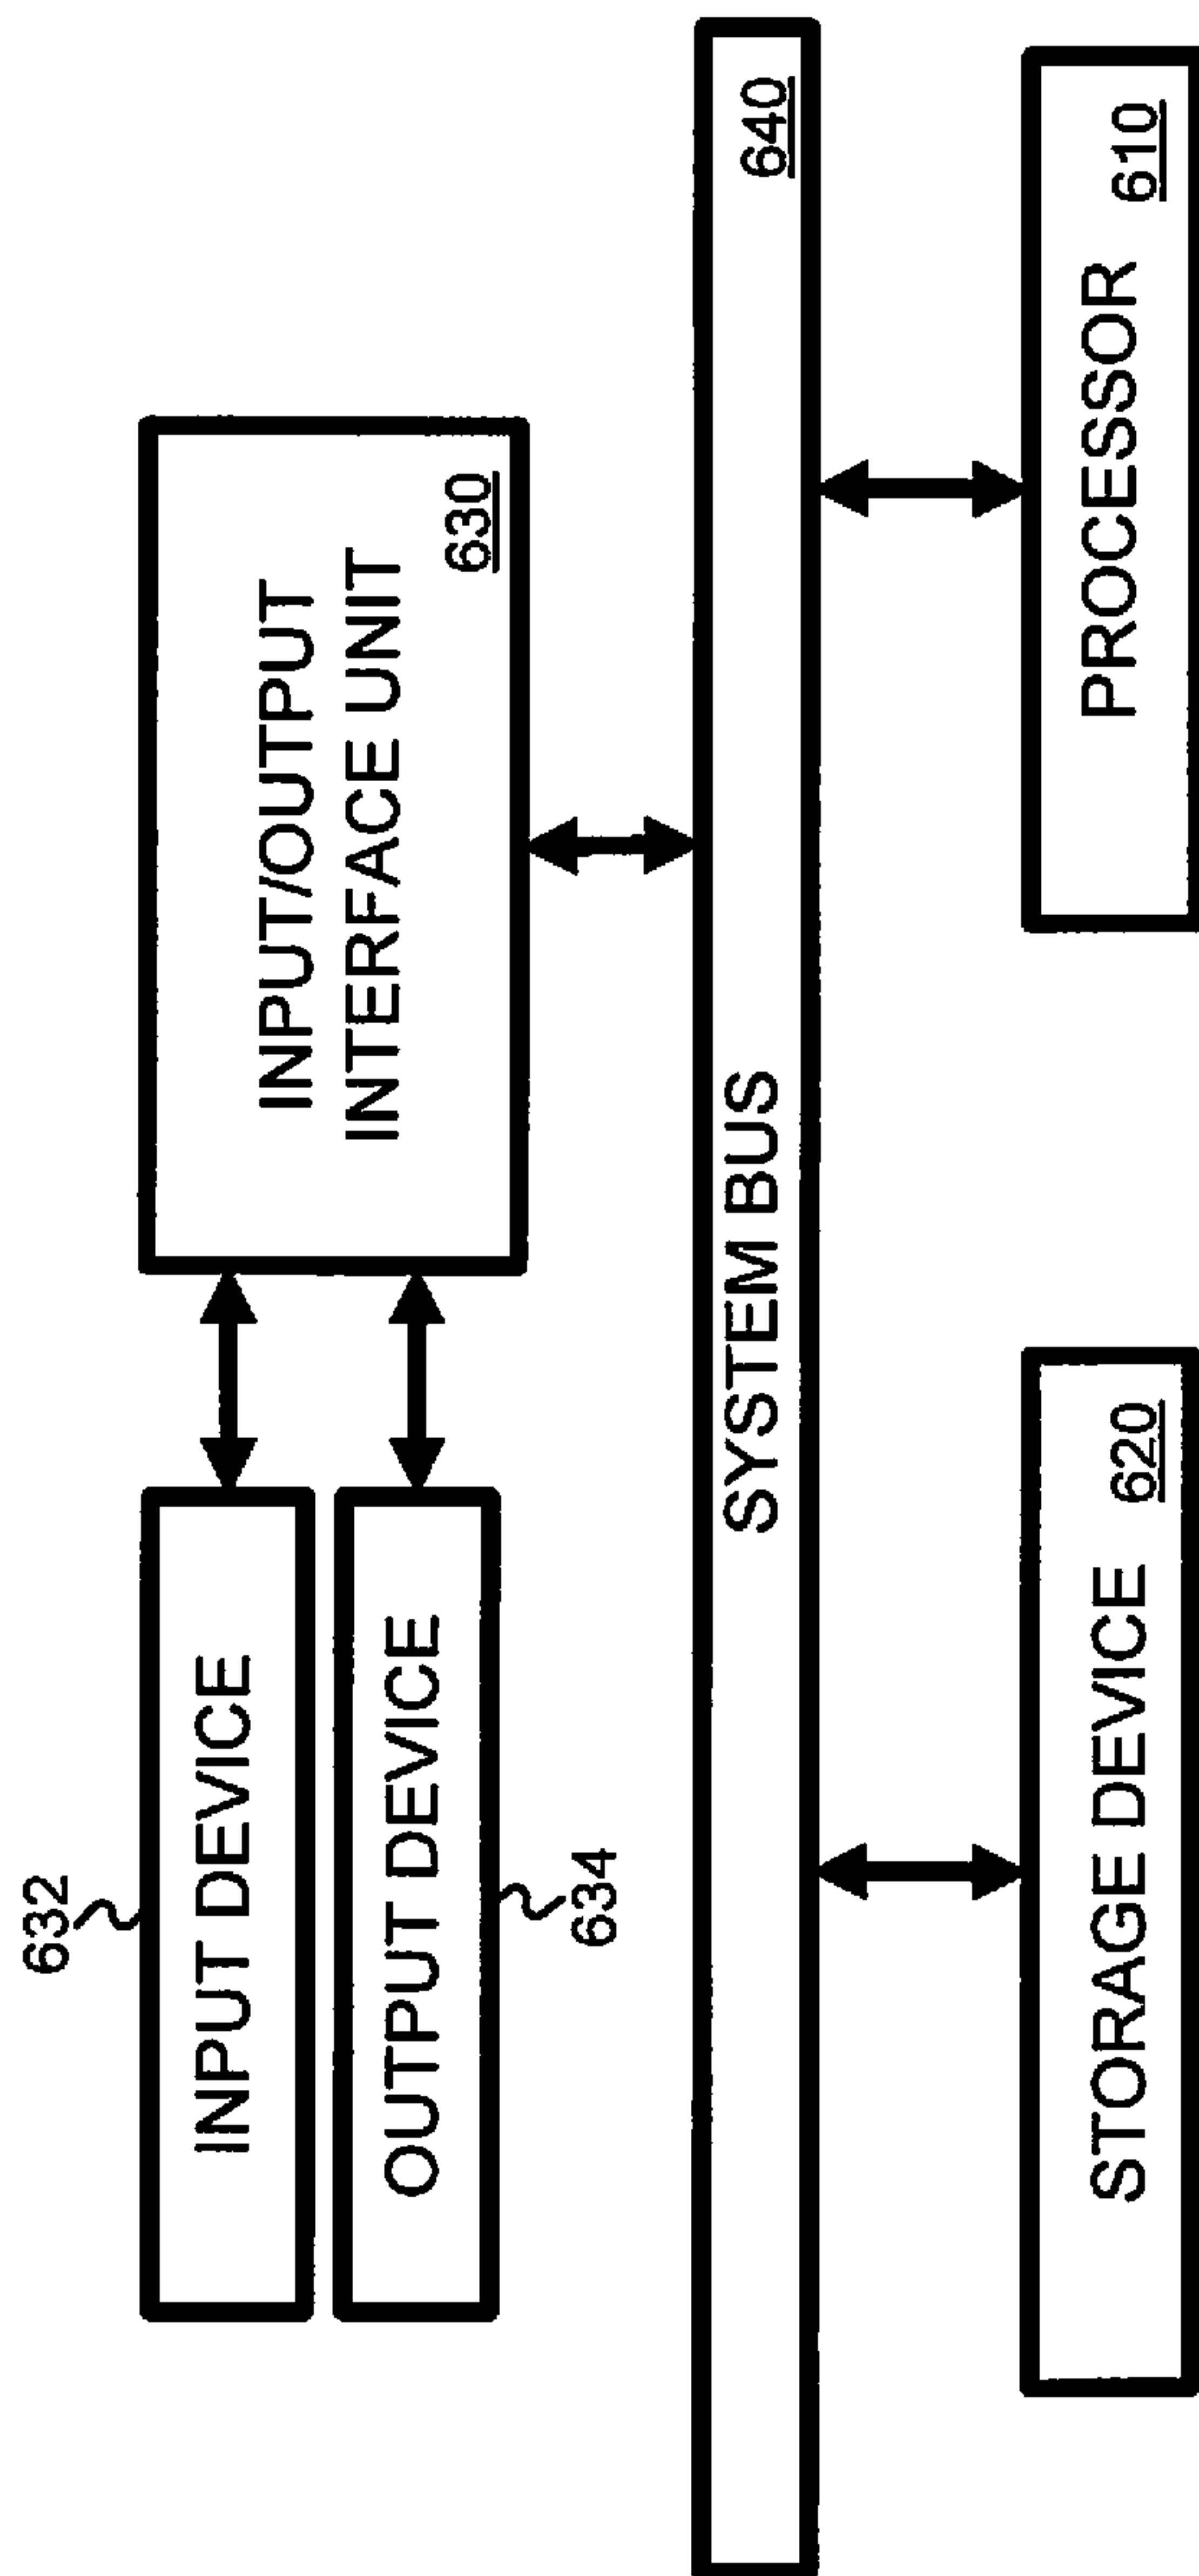 632
INPUT DEVICE
OUTPUT DEVICE
634
INPUT/OUTPUT
INTERFACE UNIT
630
SYSTEM BUS
640
STORAGE DEVICE 620
PROCESSOR 610